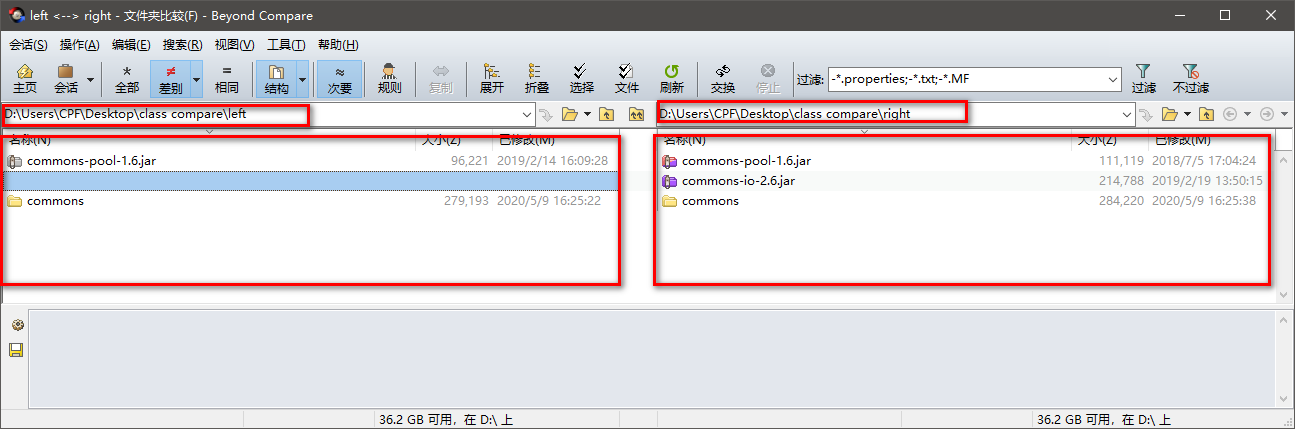 left <--> right - 文件夹比较(F) - Beyond Compare
会话(S) 操作(A) 编辑(E) 搜索(R) 视图(V) 工具(T) 帮助(H)
* ≠ = ≈
主页 会话 全部 差别 相同 结构 次要 规则 复制 展开 折叠 选择 文件 刷新 交换 停止 过滤: -*.properties;-*.txt;-*.MF 过滤 不过滤
D:\Users\CPF\Desktop\class compare\left D:\Users\CPF\Desktop\class compare\right
名称(N) 大小(Z) 已修改(M) 名称(N) 大小(Z) 已修改(M)
commons-pool-1.6.jar 96,221 2019/2/14 16:09:28 commons-pool-1.6.jar 111,119 2018/7/5 17:04:24
commons-io-2.6.jar 214,788 2019/2/19 13:50:15
commons 279,193 2020/5/9 16:25:22 commons 284,220 2020/5/9 16:25:38
36.2 GB 可用，在 D:\ 上 36.2 GB 可用，在 D:\ 上